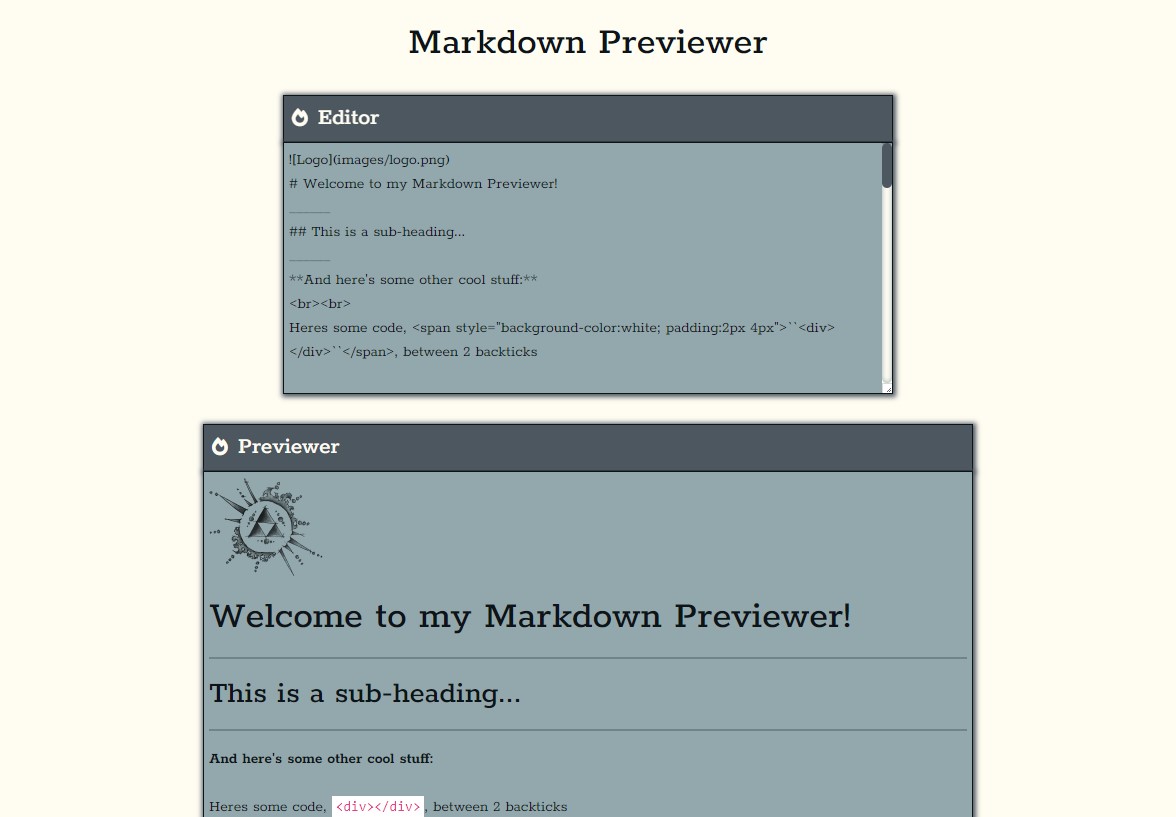 Markdown Previewer
Editor
![Logo](images/logo.png)
# Welcome to my Markdown Previewer!
______
## This is a sub-heading...
______
**And here's some other cool stuff:**
<br><br>
Heres some code, <span style="background-color:white; padding:2px 4px">``<div>
</div>``</span>, between 2 backticks
Previewer
Welcome to my Markdown Previewer!
This is a sub-heading...
And here's some other cool stuff:
Heres some code, <div></div>, between 2 backticks